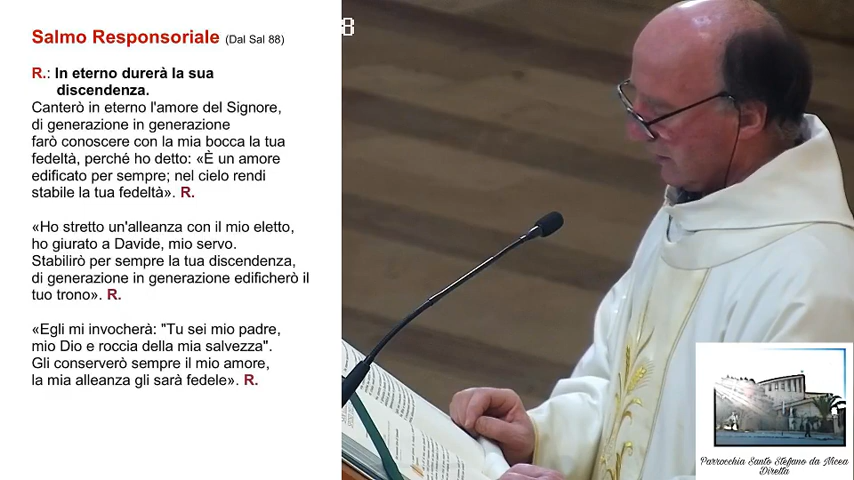 Salmo Responsoriale (Dal Sal 88)
R.: In eterno durerà la sua
discendenza.
Canterò in eterno l'amore del Signore,
di generazione in generazione
farò conoscere con la mia bocca la tua
fedeltà, perché ho detto: «È un amore
edificato per sempre; nel cielo rendi
stabile la tua fedeltà». R.
«Ho stretto un'alleanza con il mio eletto,
ho giurato a Davide, mio servo.
Stabilirò per sempre la tua discendenza,
di generazione in generazione edificherò il
tuo trono». R.
«Egli mi invocherà: "Tu sei mio padre,
mio Dio e roccia della mia salvezza".
Gli conserverò sempre il mio amore,
la mia alleanza gli sarà fedele». R.
8
Parrocchia Santo Stefano da Nicea
Diretta